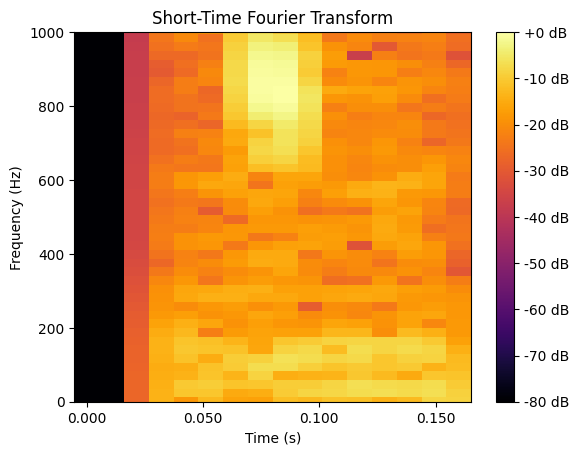 Short-Time Fourier Transform
1000
800
600
400
200
0
Frequency (Hz)
0.000
0.050
0.100
0.150
Time (s)
+0 dB
-10 dB
-20 dB
-30 dB
-40 dB
-50 dB
-60 dB
-70 dB
-80 dB